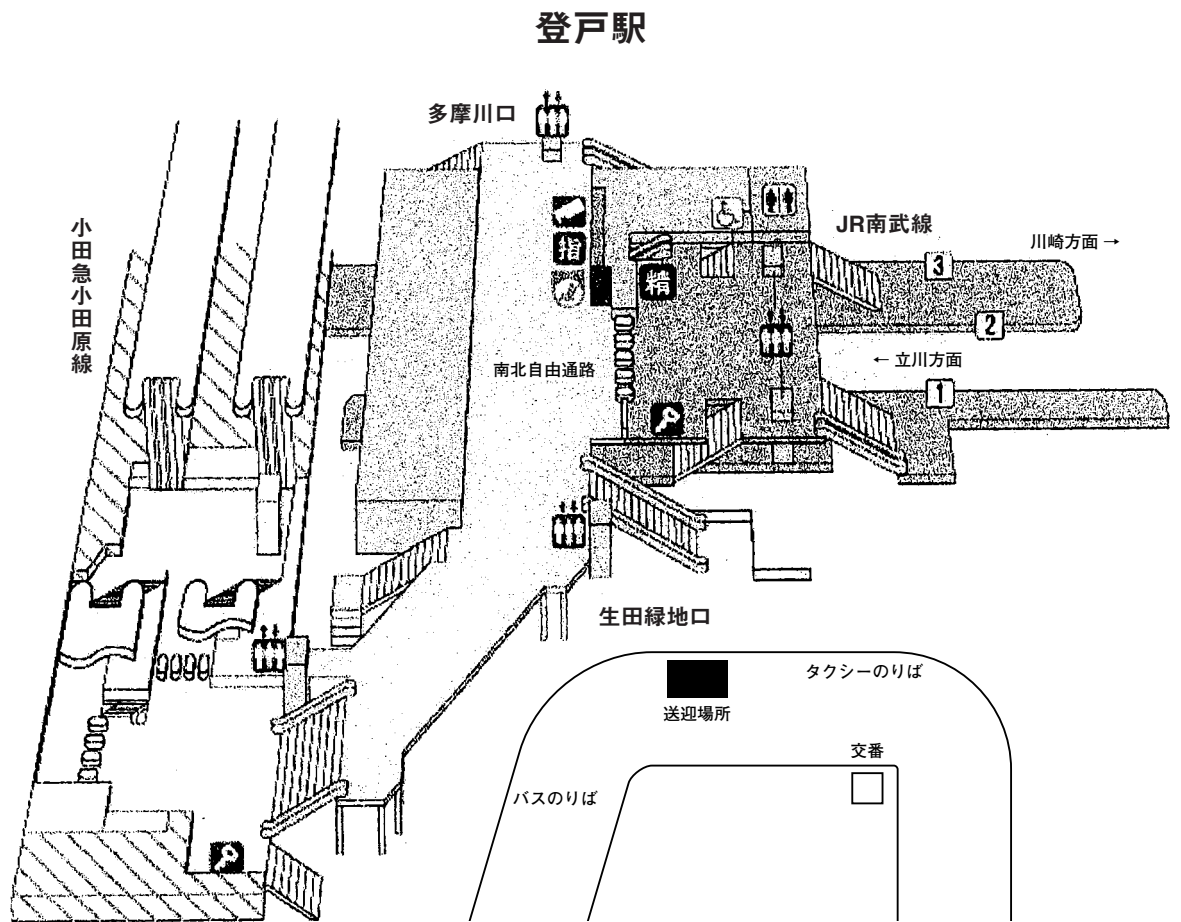 登戸駅
多摩川口
小田急小田原線
JR南武線
川崎方面 →
3
指
精
2
南北自由通路
← 立川方面
1
生田緑地口
タクシーのりば
送迎場所
交番
バスのりば